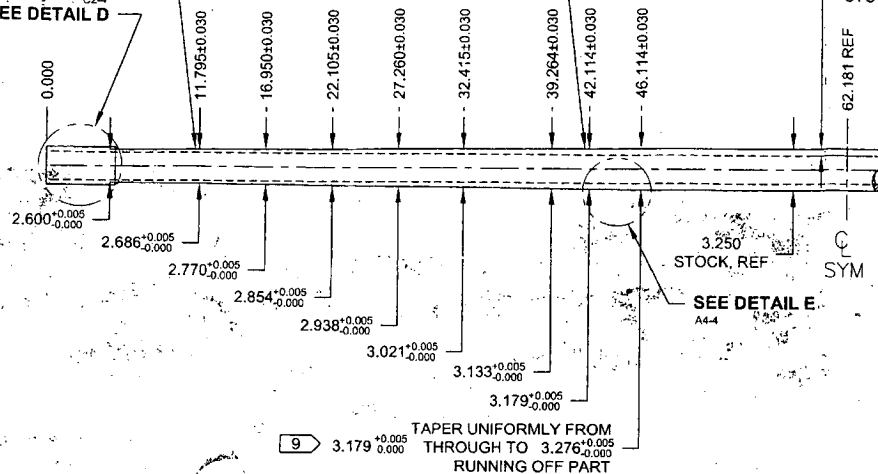 C2-4
SEE DETAIL D
0.000
11.795±0.030
16.950±0.030
22.105±0.030
27.260±0.030
32.415±0.030
39.264±0.030
42.114±0.030
46.114±0.030
62.181 REF
2.600 +0.005 -0.000
2.686 +0.005 -0.000
2.770 +0.005 -0.000
2.854 +0.005 -0.000
2.938 +0.005 -0.000
3.021 +0.005 -0.000
3.133 +0.005 -0.000
3.179 +0.005 -0.000
3.250
STOCK, REF
CL
SYM
SEE DETAIL E
A4-4
TAPER UNIFORMLY FROM
9 3.179 +0.005 0.000 THROUGH TO 3.276 +0.005 -0.000
RUNNING OFF PART